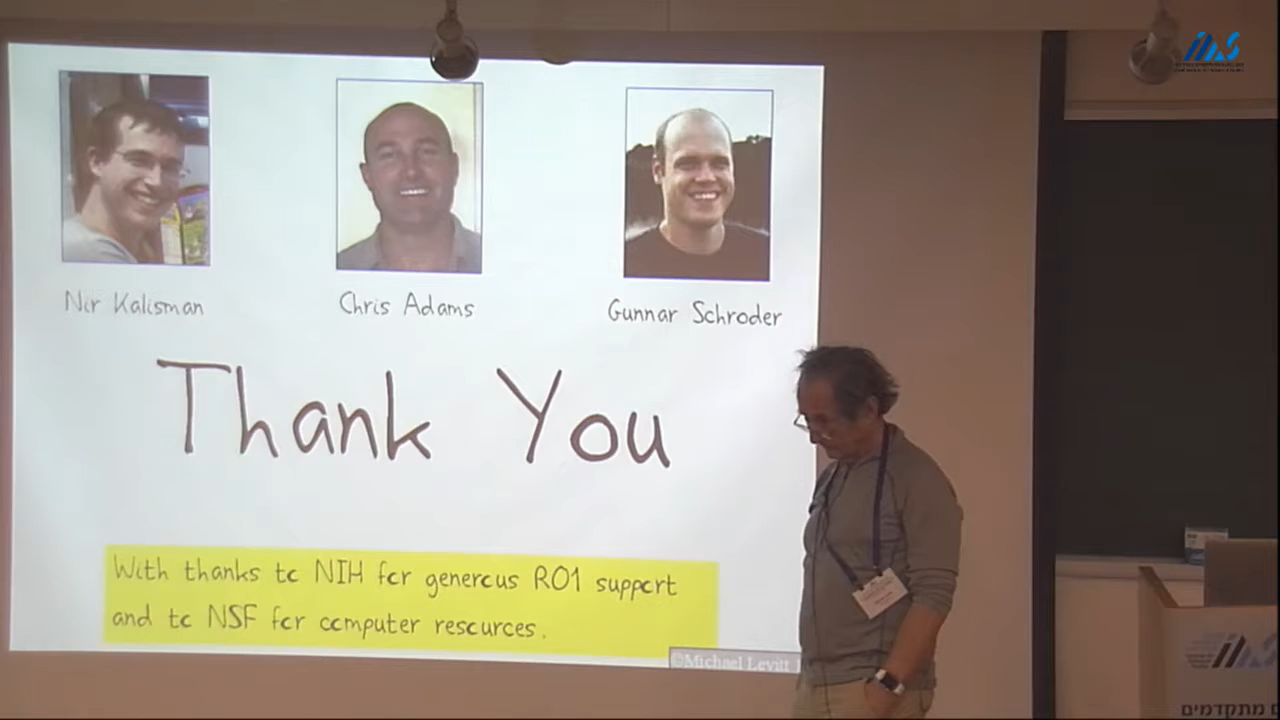 Nir Kalisman
Chris Adams
Gunnar Schroder
Thank You
With thanks to NIH for generous RO1 support
and to NSF for computer resources.
©Michael Levitt
מתקדמים